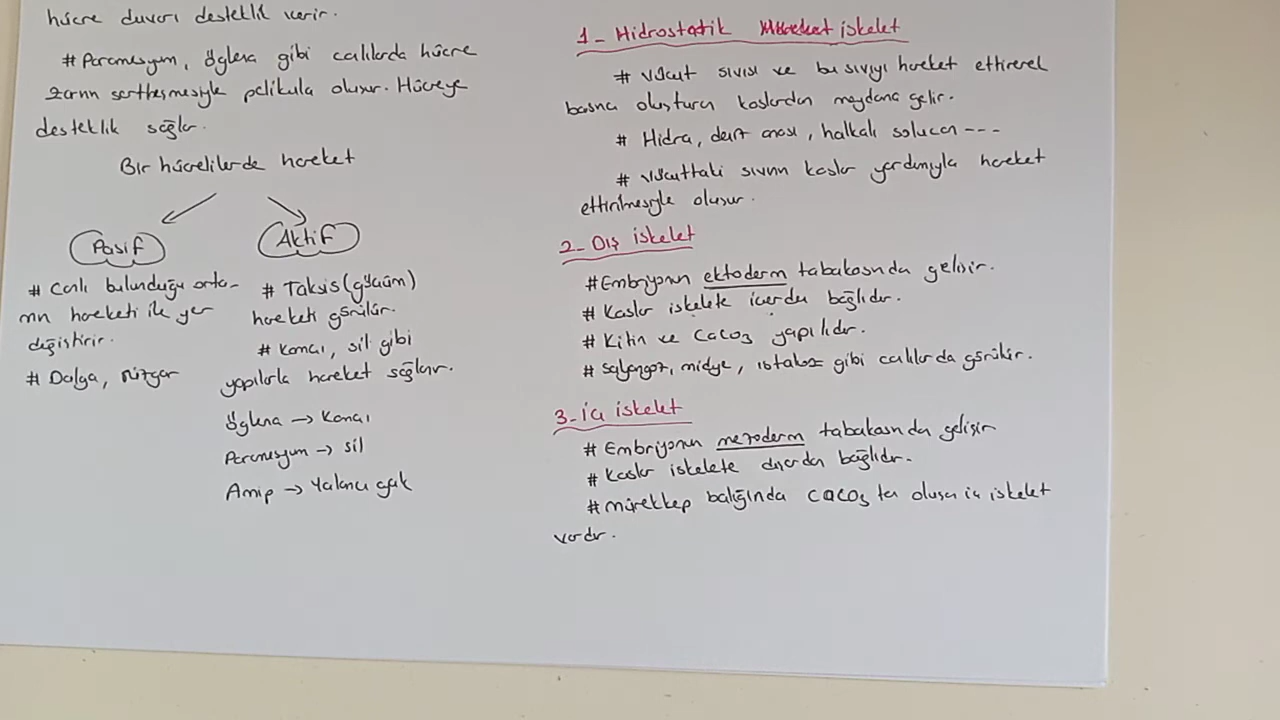 hücre duvarı desteklik verir.
# Paramesyum, öglena gibi canlılarda hücre
zarının sertleşmesiyle pelikula oluşur. Hücreye
desteklik sağlar.
Bir hücrelilerde hareket
Pasif
# Canlı bulunduğu orta-
mın hareketi ile yer
değiştirir.
# Dalga, rüzgar
Aktif
# Taksis (göçüm)
hareketi görülür.
# Kamçı, sil gibi
yapılarla hareket sağlanır.
öglena → Kamçı
Paramesyum → sil
Amip → Yalancı ayak
1- Hidrostatik iskelet
# Vücut sıvısı ve bu sıvıyı hareket ettirerek
basınç oluşturan kaslardan meydana gelir.
# Hidra, deniz anası, halkalı solucan ---
# Vücuttaki sıvının kaslar yardımıyla hareket
ettirilmesiyle oluşur.
2- Dış iskelet
# Embriyonun ektoderm tabakasında gelişir.
# Kaslar iskelete içerden bağlıdır.
# Kitin ve CaCO3 yapılıdır.
# Salyangoz, midye, ıstakoz gibi canlılarda görülür.
3- İç iskelet
# Embriyonun mezoderm tabakasında gelişir
# Kaslar iskelete dışardan bağlıdır.
# mürekkep balığında CaCO3 tan oluşan iç iskelet
vardır.